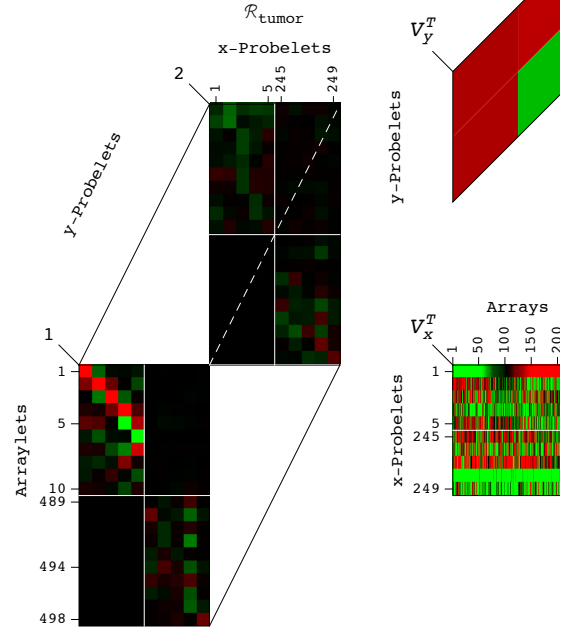 ℛtumor
x-Probelets
1
5
245
249
2
y-Probelets
V_y^T
y-Probelets
1
Arraylets
1
5
10
489
494
498
Arrays
V_x^T
1
50
100
150
200
x-Probelets
1
5
245
249